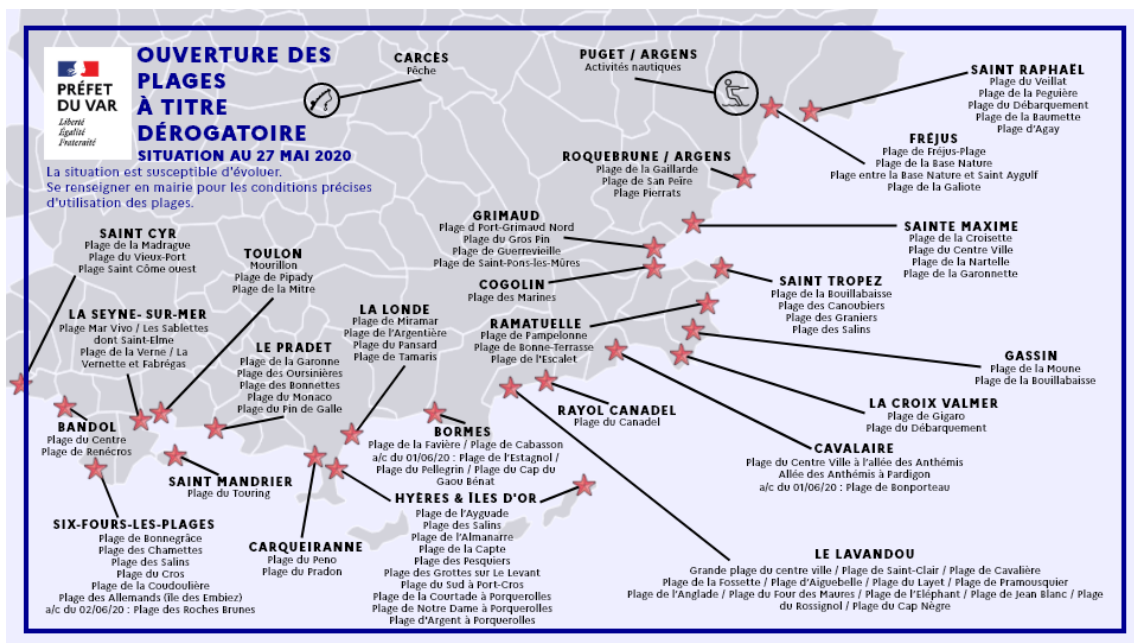 PRÉFET
DU VAR
Liberté
Égalité
Fraternité
OUVERTURE DES
PLAGES
À TITRE
DÉROGATOIRE
SITUATION AU 27 MAI 2020
La situation est susceptible d'évoluer.
Se renseigner en mairie pour les conditions précises
d'utilisation des plages.
CARCÈS
Pêche
PUGET / ARGENS
Activités nautiques
SAINT RAPHAËL
Plage du Veillat
Plage de la Peguière
Plage du Débarquement
Plage de la Baumette
Plage d'Agay
FRÉJUS
Plage de Fréjus-Plage
Plage de la Base Nature
Plage entre la Base Nature et Saint Aygulf
Plage de la Galiote
ROQUEBRUNE / ARGENS
Plage de la Gaillarde
Plage de San Peïre
Plage Pierrats
GRIMAUD
Plage d Port-Grimaud Nord
Plage du Gros Pin
Plage de Guerrevieille
Plage de Saint-Pons-les-Mûres
COGOLIN
Plage des Marines
SAINTE MAXIME
Plage de la Croisette
Plage du Centre Ville
Plage de la Nartelle
Plage de la Garonnette
SAINT TROPEZ
Plage de la Bouillabaisse
Plage des Canoubiers
Plage des Graniers
Plage des Salins
SAINT CYR
Plage de la Madrague
Plage du Vieux-Port
Plage Saint Côme ouest
TOULON
Mourillon
Plage de Pipady
Plage de la Mitre
LA SEYNE- SUR-MER
Plage Mar Vivo / Les Sablettes
dont Saint-Elme
Plage de la Verne / La
Vernette et Fabrégas
LE PRADET
Plage de la Garonne
Plage des Oursinières
Plage des Bonnettes
Plage du Monaco
Plage du Pin de Galle
LA LONDE
Plage de Miramar
Plage de l'Argentière
Plage du Pansard
Plage de Tamaris
RAMATUELLE
Plage de Pampelonne
Plage de Bonne-Terrasse
Plage de l'Escalet
GASSIN
Plage de la Moune
Plage de la Bouillabaisse
LA CROIX VALMER
Plage de Gigaro
Plage du Débarquement
RAYOL CANADEL
Plage du Canadel
CAVALAIRE
Plage du Centre Ville à l'allée des Anthémis
Allée des Anthémis à Pardigon
a/c du 01/06/20 : Plage de Bonporteau
BANDOL
Plage du Centre
Plage de Renécros
BORMES
Plage de la Favière / Plage de Cabasson
a/c du 01/06/20 : Plage de l'Estagnol /
Plage du Pellegrin / Plage du Cap du
Gaou Bénat
SAINT MANDRIER
Plage du Touring
SIX-FOURS-LES-PLAGES
Plage de Bonnegrâce
Plage des Charmettes
Plage des Salins
Plage du Cros
Plage de la Coudoulière
Plage des Allemands (île des Embiez)
a/c du 02/06/20 : Plage des Roches Brunes
CARQUEIRANNE
Plage du Peno
Plage du Pradon
HYÈRES & ÎLES D'OR
Plage de l'Ayguade
Plage des Salins
Plage de l'Almanarre
Plage de la Capte
Plage des Pesquiers
Plage des Grottes sur Le Levant
Plage du Sud à Port-Cros
Plage de la Courtade à Porquerolles
Plage de Notre Dame à Porquerolles
Plage d'Argent à Porquerolles
LE LAVANDOU
Grande plage du centre ville / Plage de Saint-Clair / Plage de Cavalière
Plage de la Fossette / Plage d'Aiguebelle / Plage du Layet / Plage de Pramousquier
Plage de l'Anglade / Plage du Four des Maures / Plage de l'Eléphant / Plage de Jean Blanc / Plage
du Rossignol / Plage du Cap Nègre